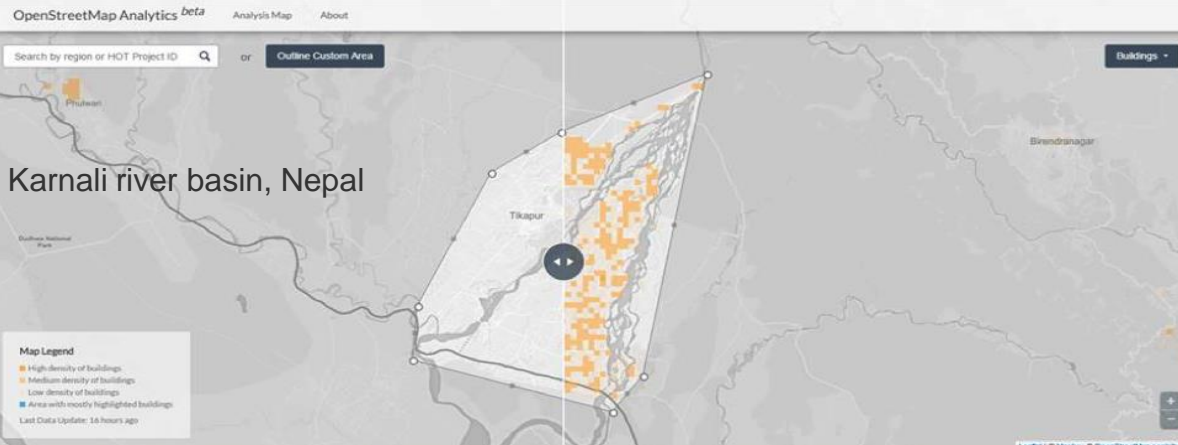 OpenStreetMap Analytics beta
Analysis Map
About
Search by region or HOT Project ID
or
Outline Custom Area
Buildings
Phulwari
Birendranagar
Karnali river basin, Nepal
Tikapur
Park
Map Legend
High density of buildings
Medium density of buildings
Low density of buildings
Area with mostly highlighted buildings
Last Data Update: 16 hours ago
+
−